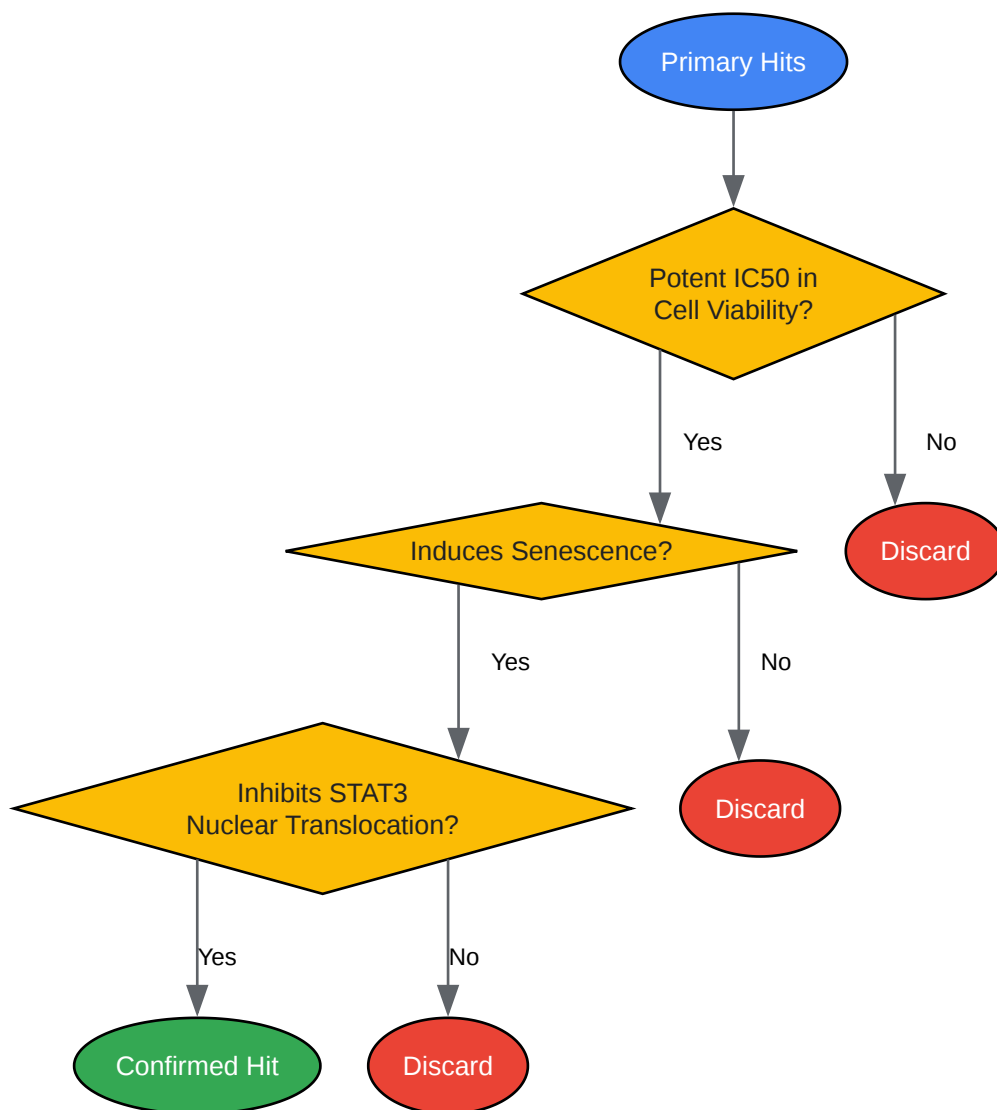 Primary Hits
Potent IC50 in
Cell Viability?
Yes
No
Induces Senescence?
Discard
Yes
No
Inhibits STAT3
Nuclear Translocation?
Discard
Yes
No
Confirmed Hit
Discard